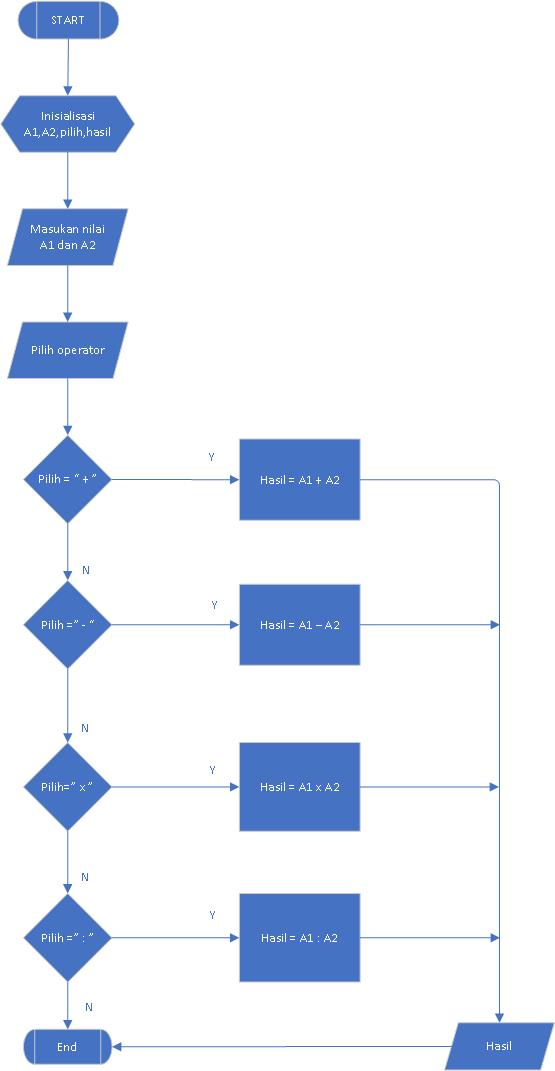 START
Inisialisasi
A1,A2,pilih,hasil
Masukan nilai
A1 dan A2
Pilih operator
Pilih = “ + ”
Y
Hasil = A1 + A2
N
Pilih =” - “
Y
Hasil = A1 – A2
N
Pilih=” x ”
Y
Hasil = A1 x A2
N
Pilih =” : ”
Y
Hasil = A1 : A2
N
End
Hasil